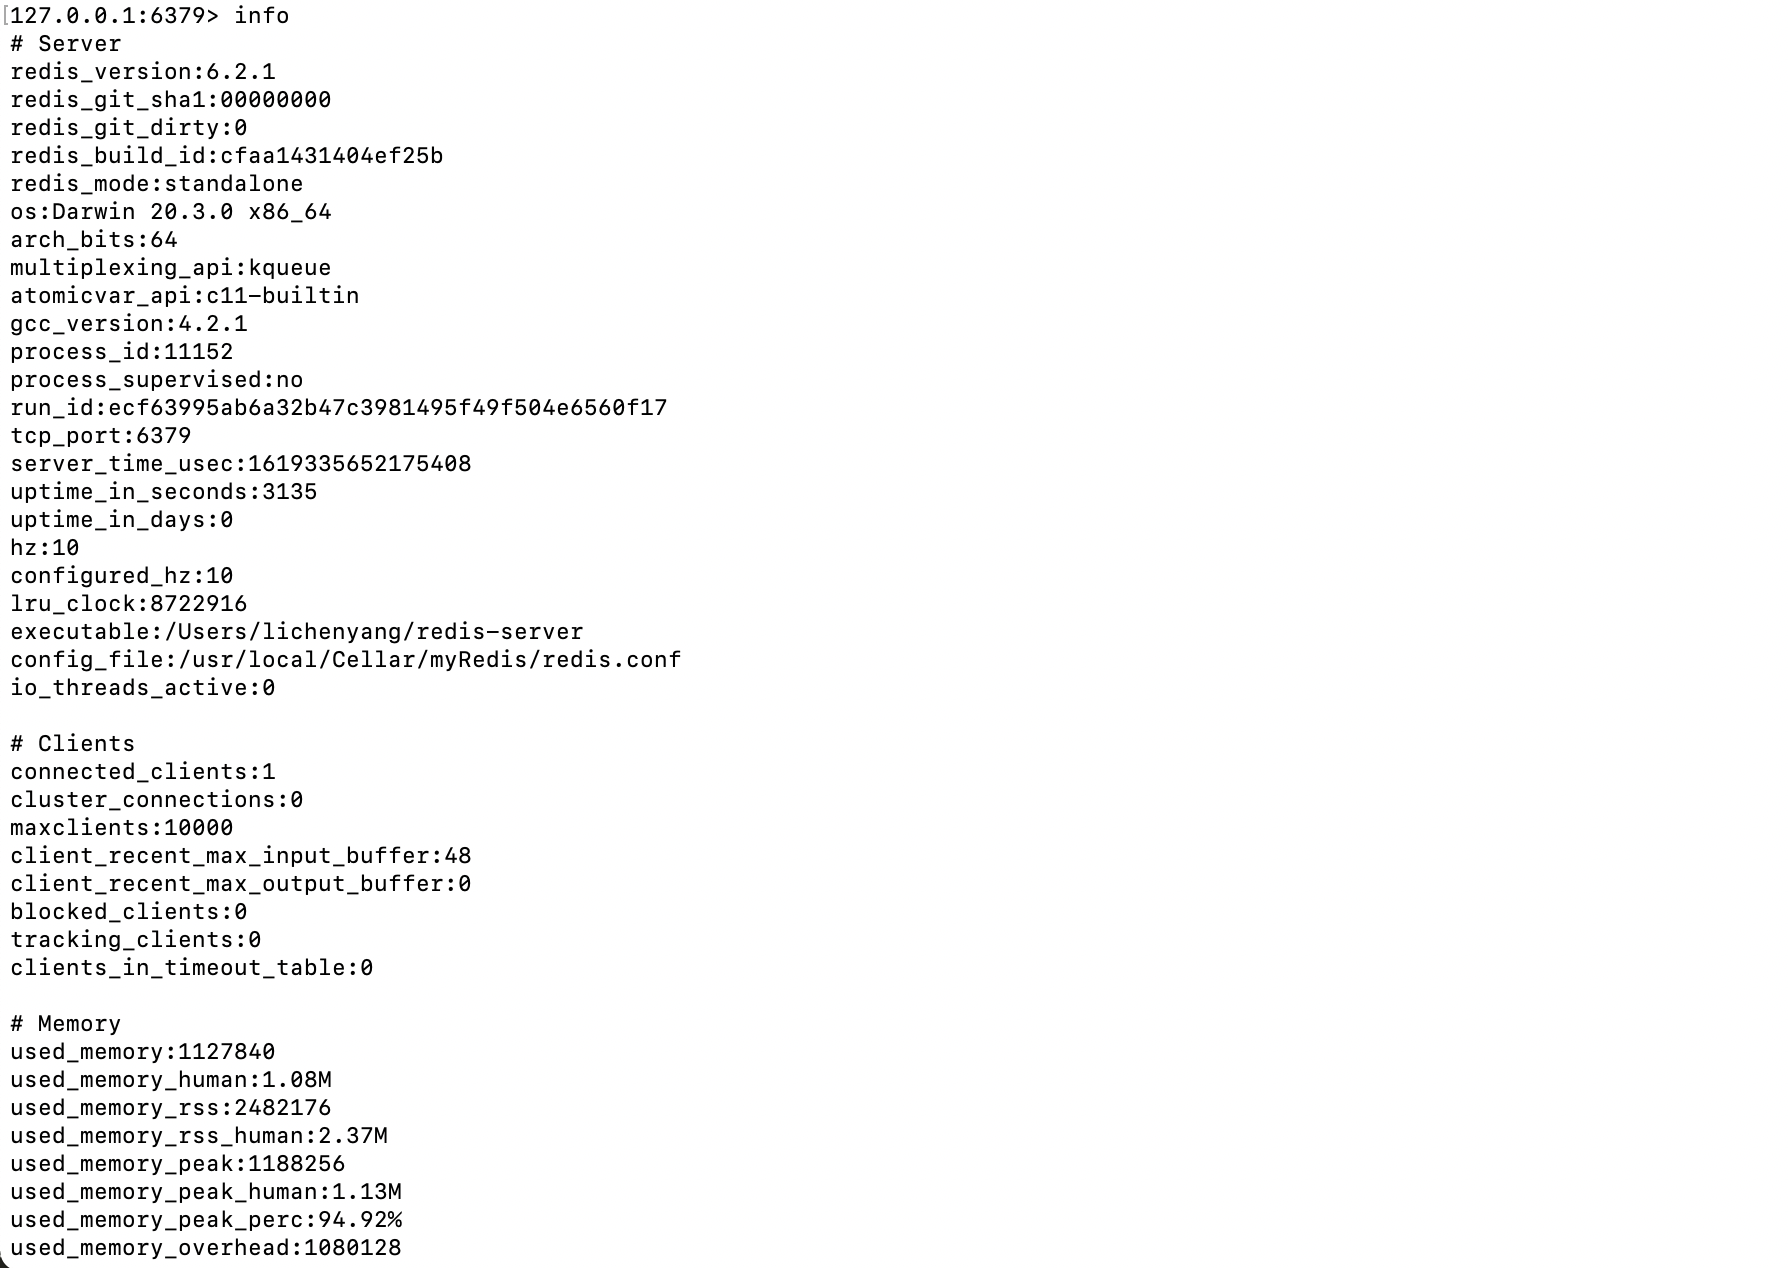 [127.0.0.1:6379> info
# Server
redis_version:6.2.1
redis_git_sha1:00000000
redis_git_dirty:0
redis_build_id:cfaa1431404ef25b
redis_mode:standalone
os:Darwin 20.3.0 x86_64
arch_bits:64
multiplexing_api:kqueue
atomicvar_api:c11-builtin
gcc_version:4.2.1
process_id:11152
process_supervised:no
run_id:ecf63995ab6a32b47c3981495f49f504e6560f17
tcp_port:6379
server_time_usec:1619335652175408
uptime_in_seconds:3135
uptime_in_days:0
hz:10
configured_hz:10
lru_clock:8722916
executable:/Users/lichenyang/redis-server
config_file:/usr/local/Cellar/myRedis/redis.conf
io_threads_active:0

# Clients
connected_clients:1
cluster_connections:0
maxclients:10000
client_recent_max_input_buffer:48
client_recent_max_output_buffer:0
blocked_clients:0
tracking_clients:0
clients_in_timeout_table:0

# Memory
used_memory:1127840
used_memory_human:1.08M
used_memory_rss:2482176
used_memory_rss_human:2.37M
used_memory_peak:1188256
used_memory_peak_human:1.13M
used_memory_peak_perc:94.92%
used_memory_overhead:1080128